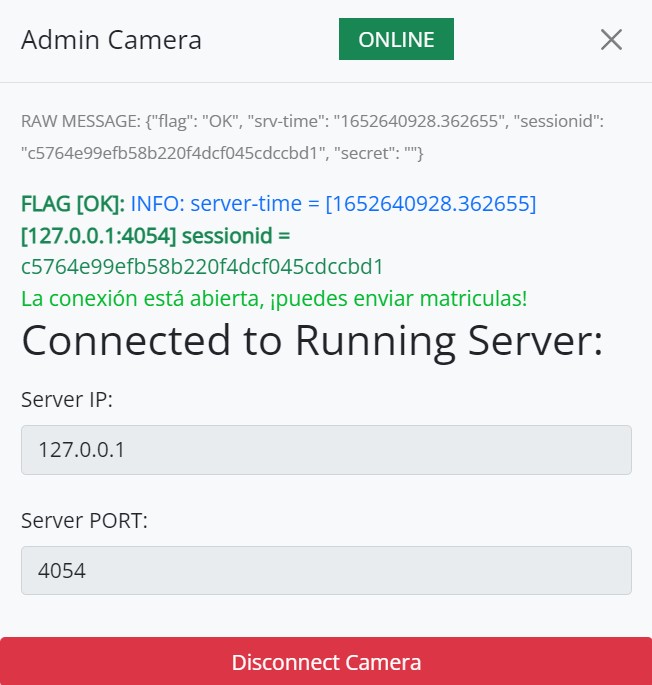 Admin Camera
ONLINE
RAW MESSAGE: {"flag": "OK", "srv-time": "1652640928.362655", "sessionid":
"c5764e99efb58b220f4dcf045cdccbd1", "secret": ""}
FLAG [OK]: INFO: server-time = [1652640928.362655]
[127.0.0.1:4054] sessionid =
c5764e99efb58b220f4dcf045cdccbd1
La conexión está abierta, ¡puedes enviar matriculas!
Connected to Running Server:
Server IP:
127.0.0.1
Server PORT:
4054
Disconnect Camera